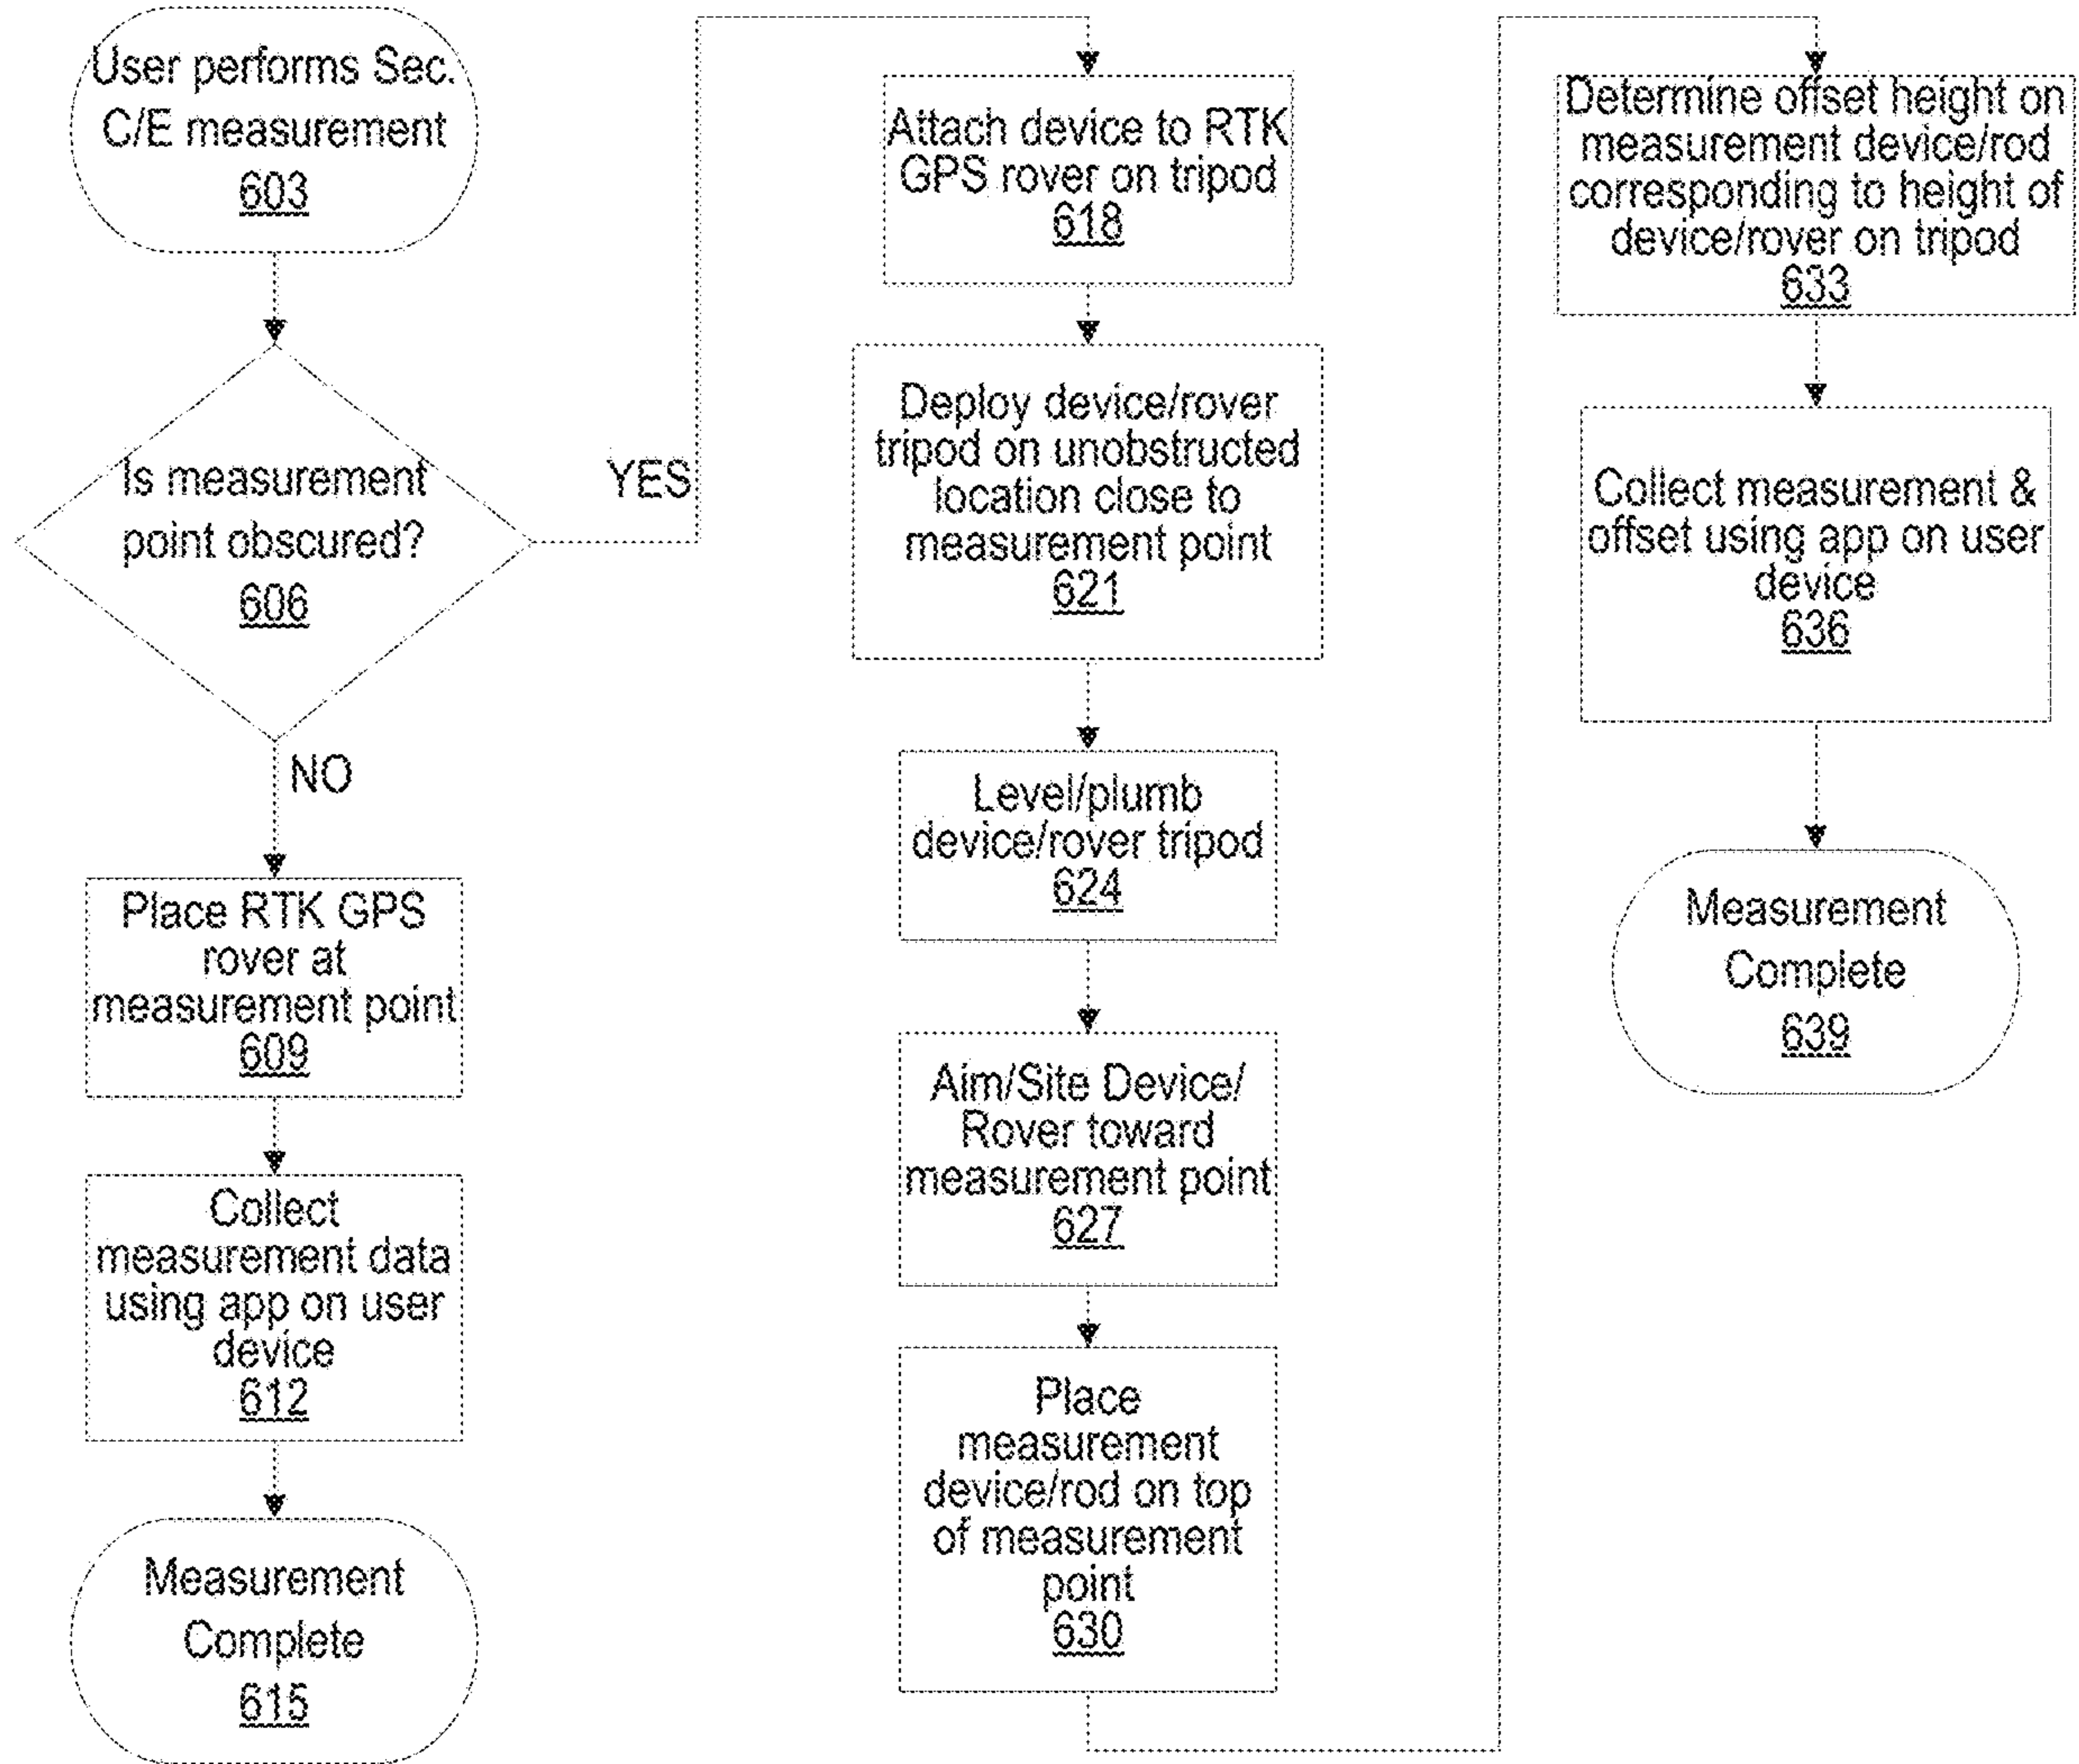 User performs Sec.
C/E measurement
603
Is measurement
point obscured?
606
YES
NO
Place RTK GPS
rover at
measurement point
609
Collect
measurement data
using app on user
device
612
Measurement
Complete
615
Attach device to RTK
GPS rover on tripod
618
Deploy device/rover
tripod on unobstructed
location close to
measurement point
621
Level/plumb
device/rover tripod
624
Aim/Site Device/
Rover toward
measurement point
627
Place
measurement
device/rod on top
of measurement
point
630
Determine offset height on
measurement device/rod
corresponding to height of
device/rover on tripod
633
Collect measurement &
offset using app on user
device
636
Measurement
Complete
639